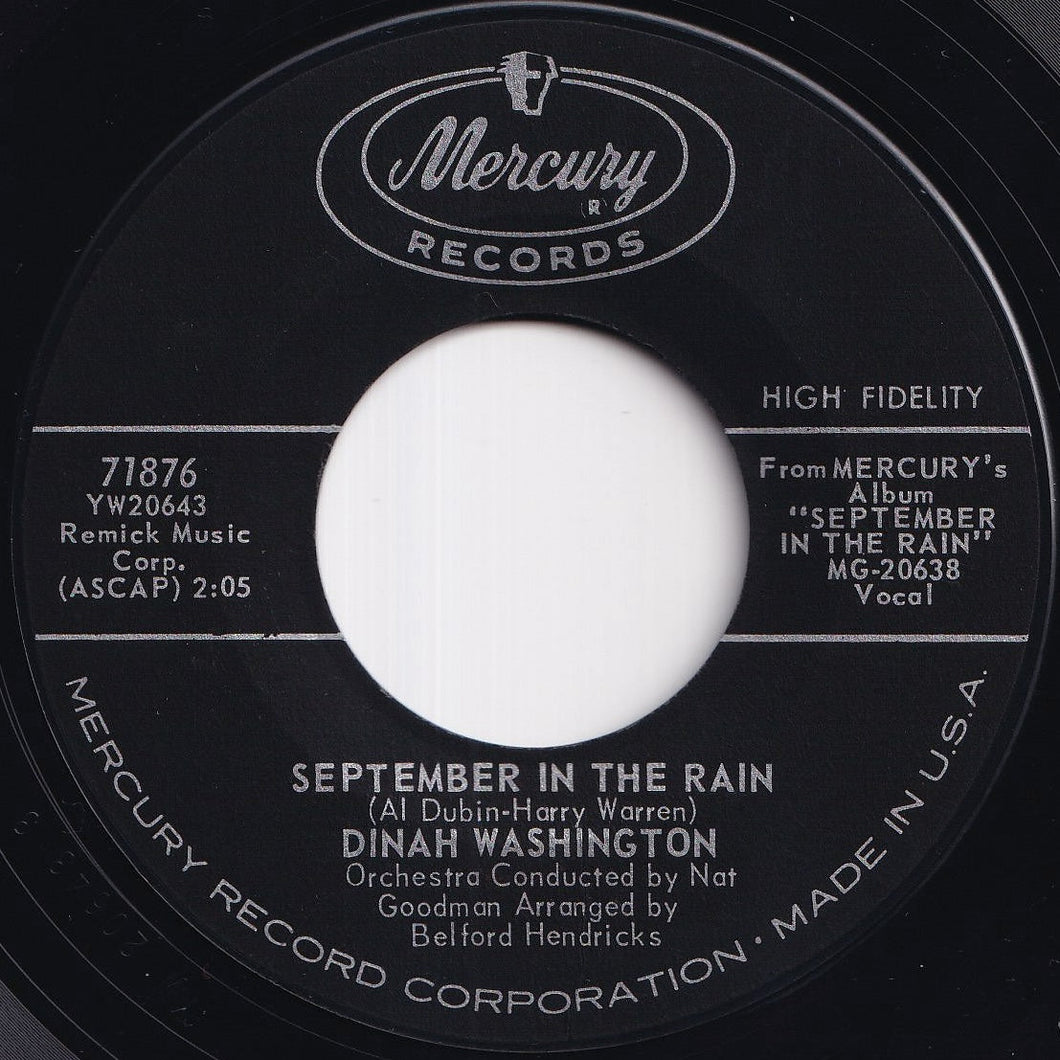 Mercury
(R)
RECORDS
HIGH FIDELITY
71876
YW20643
Remick Music
Corp.
(ASCAP) 2:05
From MERCURY's
Album
"SEPTEMBER
IN THE RAIN"
MG-20638
Vocal
SEPTEMBER IN THE RAIN
(Al Dubin-Harry Warren)
DINAH WASHINGTON
Orchestra Conducted by Nat
Goodman Arranged by
Belford Hendricks
MERCURY RECORD CORPORATION • MADE IN U.S.A.